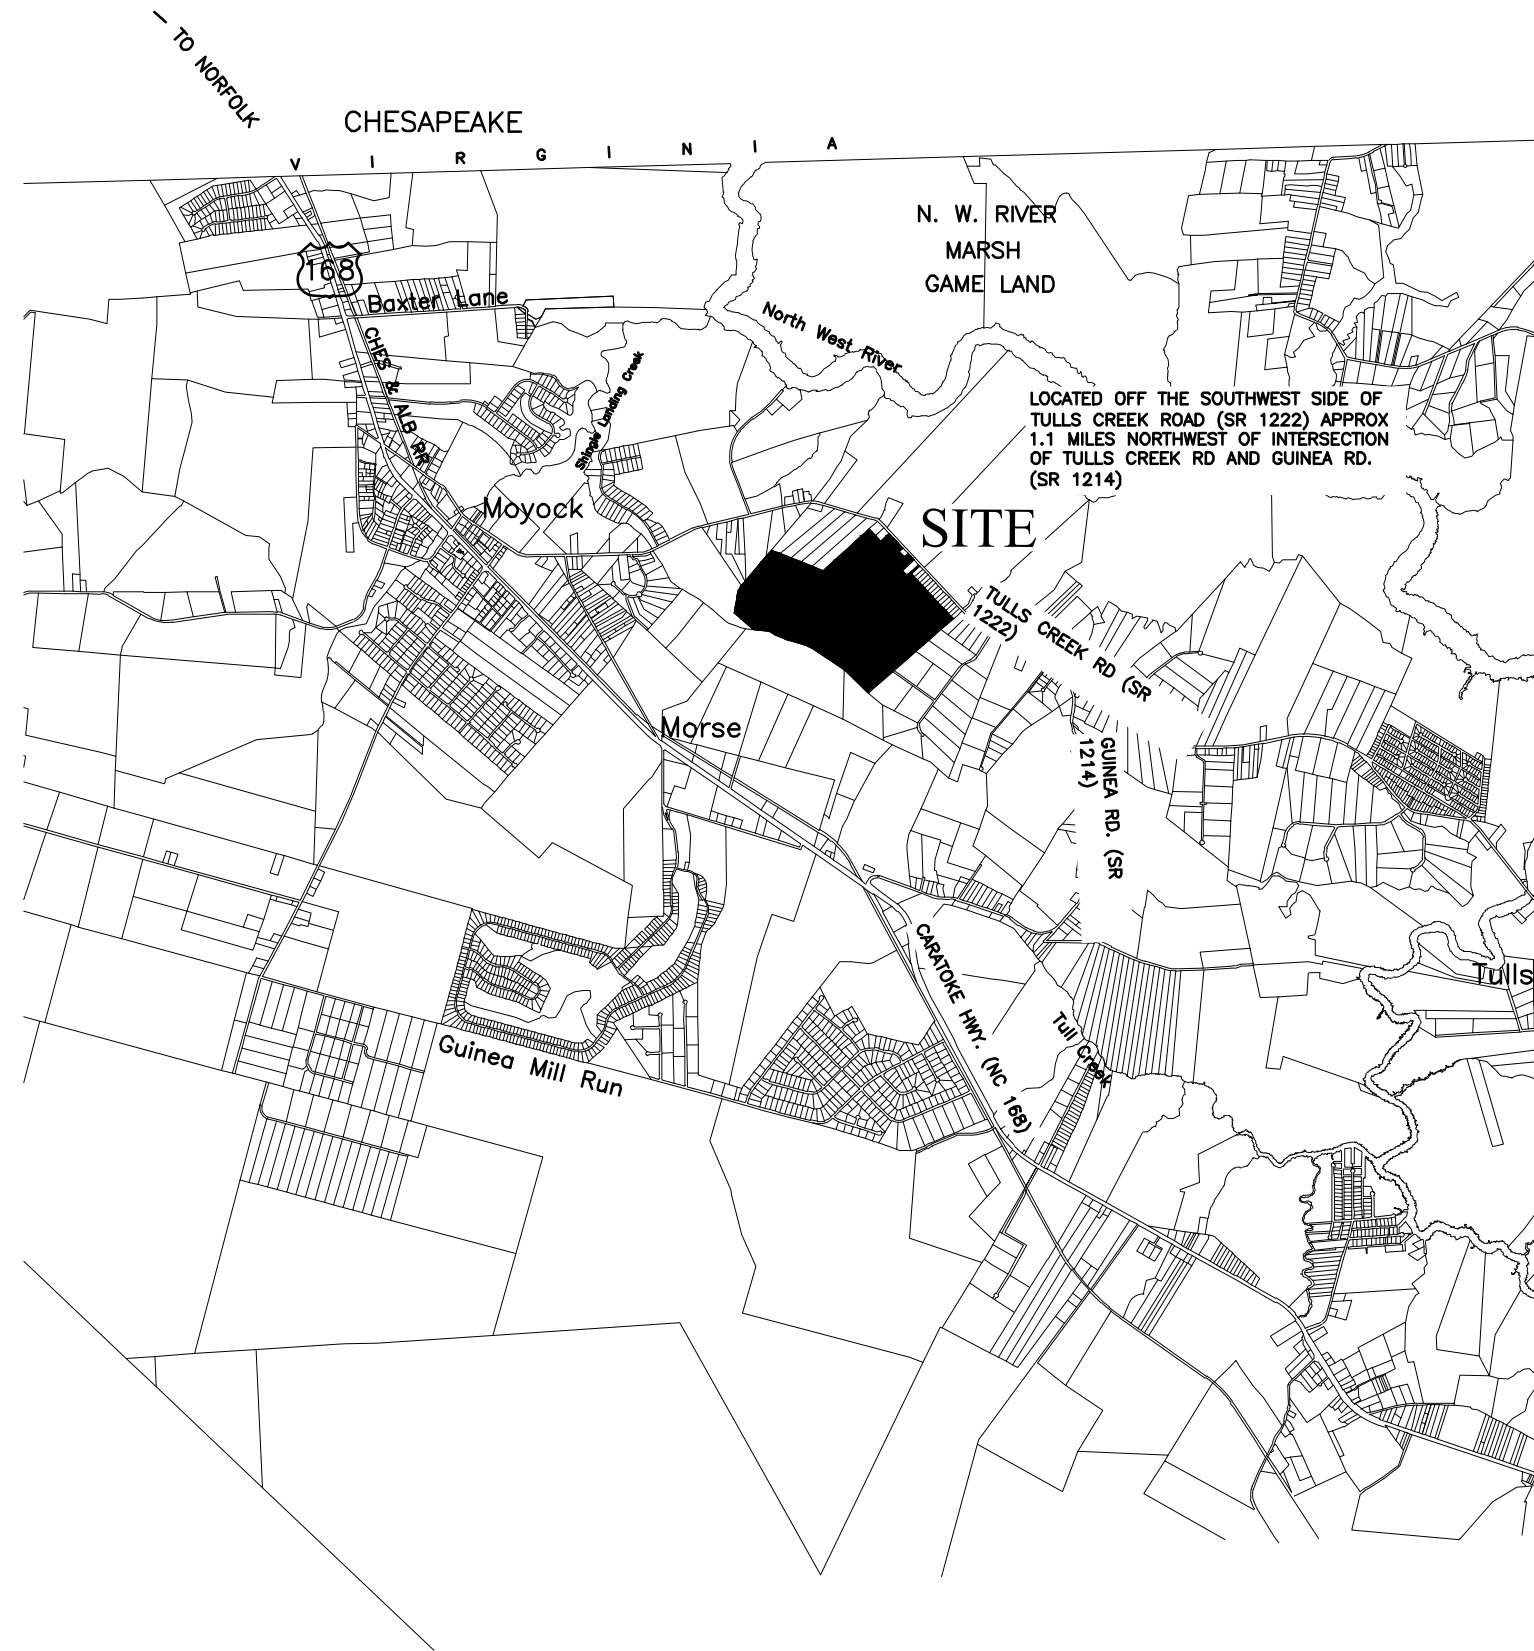 TO NORFOLK
CHESAPEAKE
V I R G I N I A
N. W. RIVER
MARSH
GAME LAND
168
Baxter Lane
North West River
CHES & ALB RR
Shingle Landing Creek
LOCATED OFF THE SOUTHWEST SIDE OF
TULLS CREEK ROAD (SR 1222) APPROX
1.1 MILES NORTHWEST OF INTERSECTION
OF TULLS CREEK RD AND GUINEA RD.
(SR 1214)
Moyock
SITE
TULLS CREEK RD (SR
1222)
Morse
GUINEA RD. (SR
1214)
CARATOKE HWY. (NC 168)
Tulls
Tull Creek
Guinea Mill Run